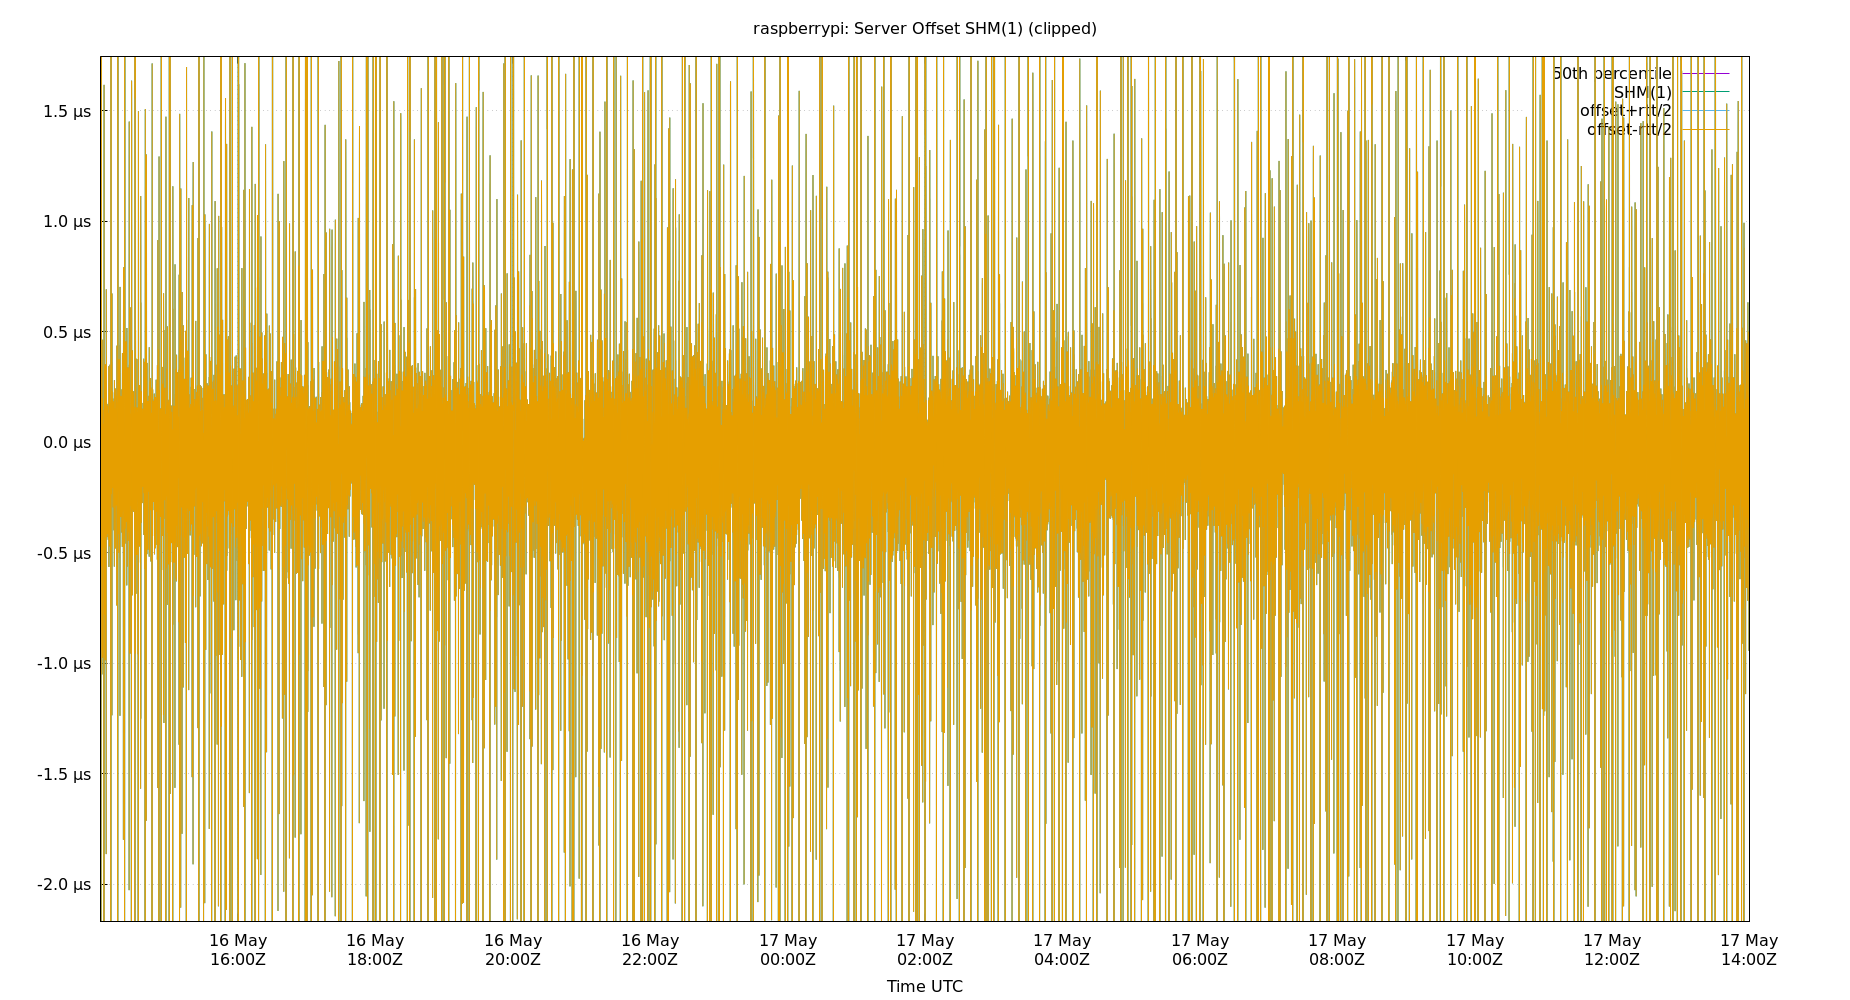 raspberrypi: Server Offset SHM(1) (clipped)
50th percentile
SHM(1)
offset+rtt/2
offset-rtt/2
1.5 µs
1.0 µs
0.5 µs
0.0 µs
-0.5 µs
-1.0 µs
-1.5 µs
-2.0 µs
16 May 16 May 16 May 16 May 17 May 17 May 17 May 17 May 17 May 17 May 17 May 17 May
16:00Z 18:00Z 20:00Z 22:00Z 00:00Z 02:00Z 04:00Z 06:00Z 08:00Z 10:00Z 12:00Z 14:00Z
Time UTC